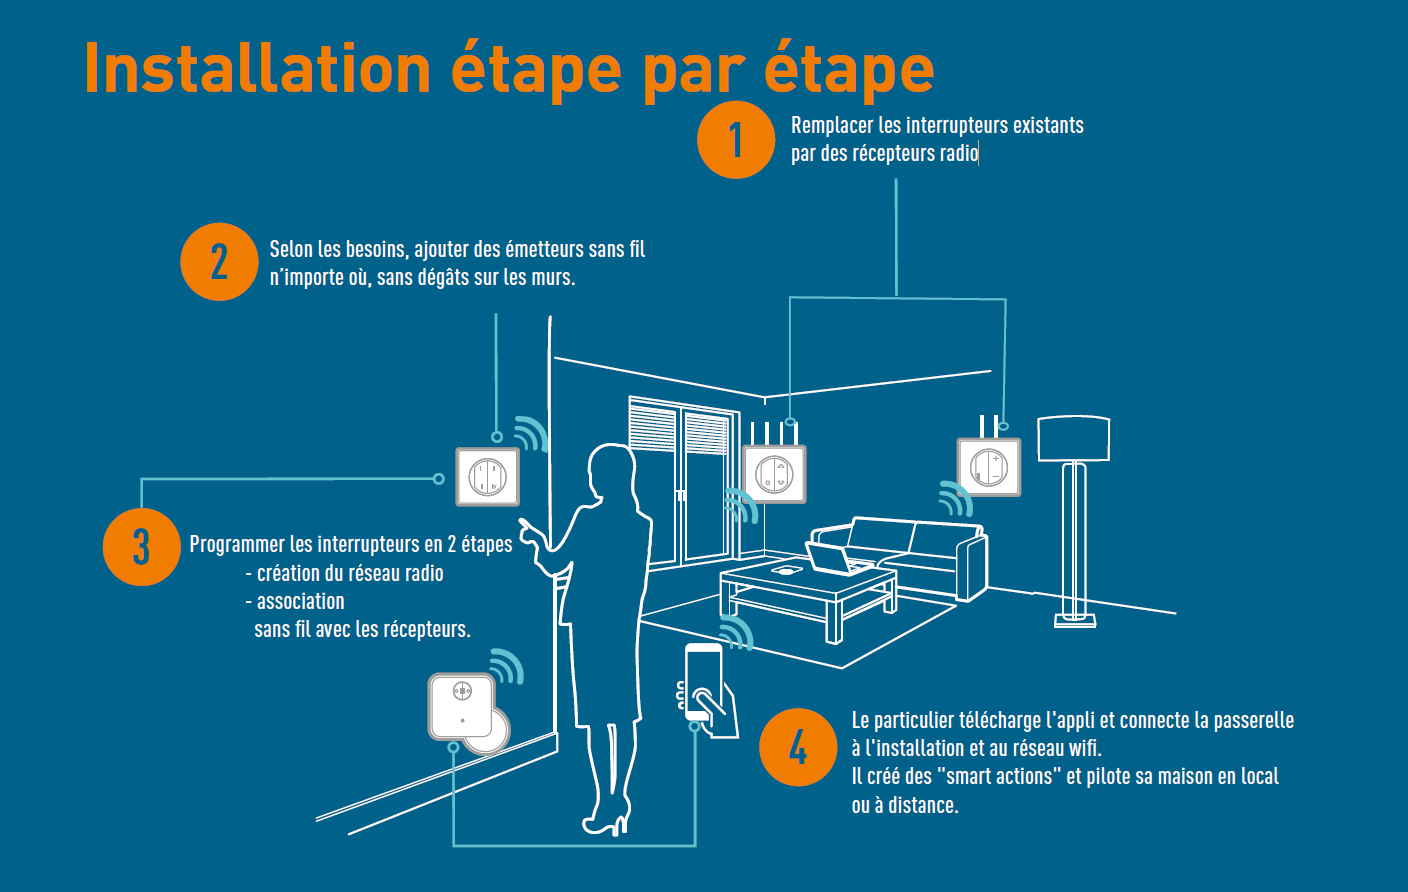 Installation étape par étape
1
Remplacer les interrupteurs existants
par des récepteurs radio
2
Selon les besoins, ajouter des émetteurs sans fil
n’importe où, sans dégâts sur les murs.
3
Programmer les interrupteurs en 2 étapes
- création du réseau radio
- association
sans fil avec les récepteurs.
4
Le particulier télécharge l'appli et connecte la passerelle
à l'installation et au réseau wifi.
Il créé des "smart actions" et pilote sa maison en local
ou à distance.